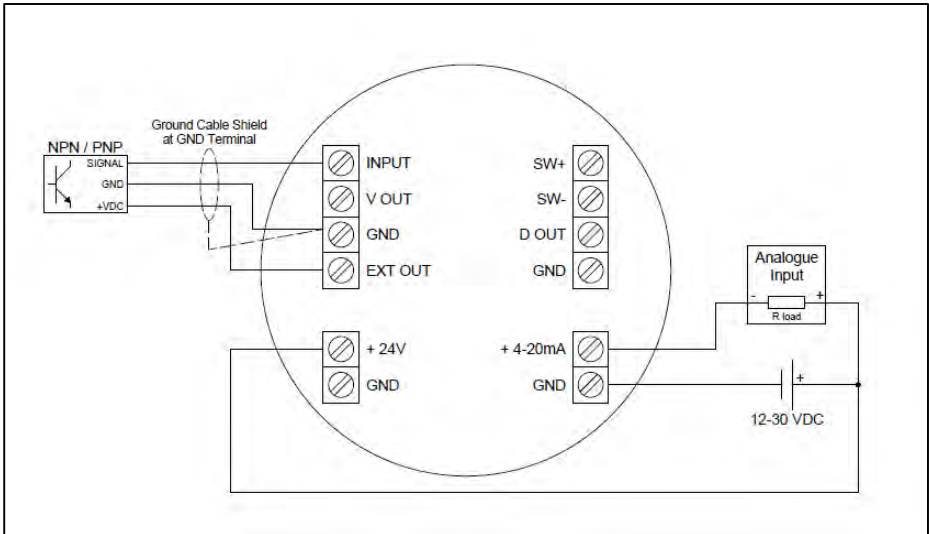 Ground Cable Shield
at GND Terminal
NPN / PNP
SIGNAL
GND
+VDC
INPUT
V OUT
GND
EXT OUT
SW+
SW-
D OUT
GND
Analogue
Input
- +
R load
+ 24V
GND
+ 4-20mA
GND
+
12-30 VDC